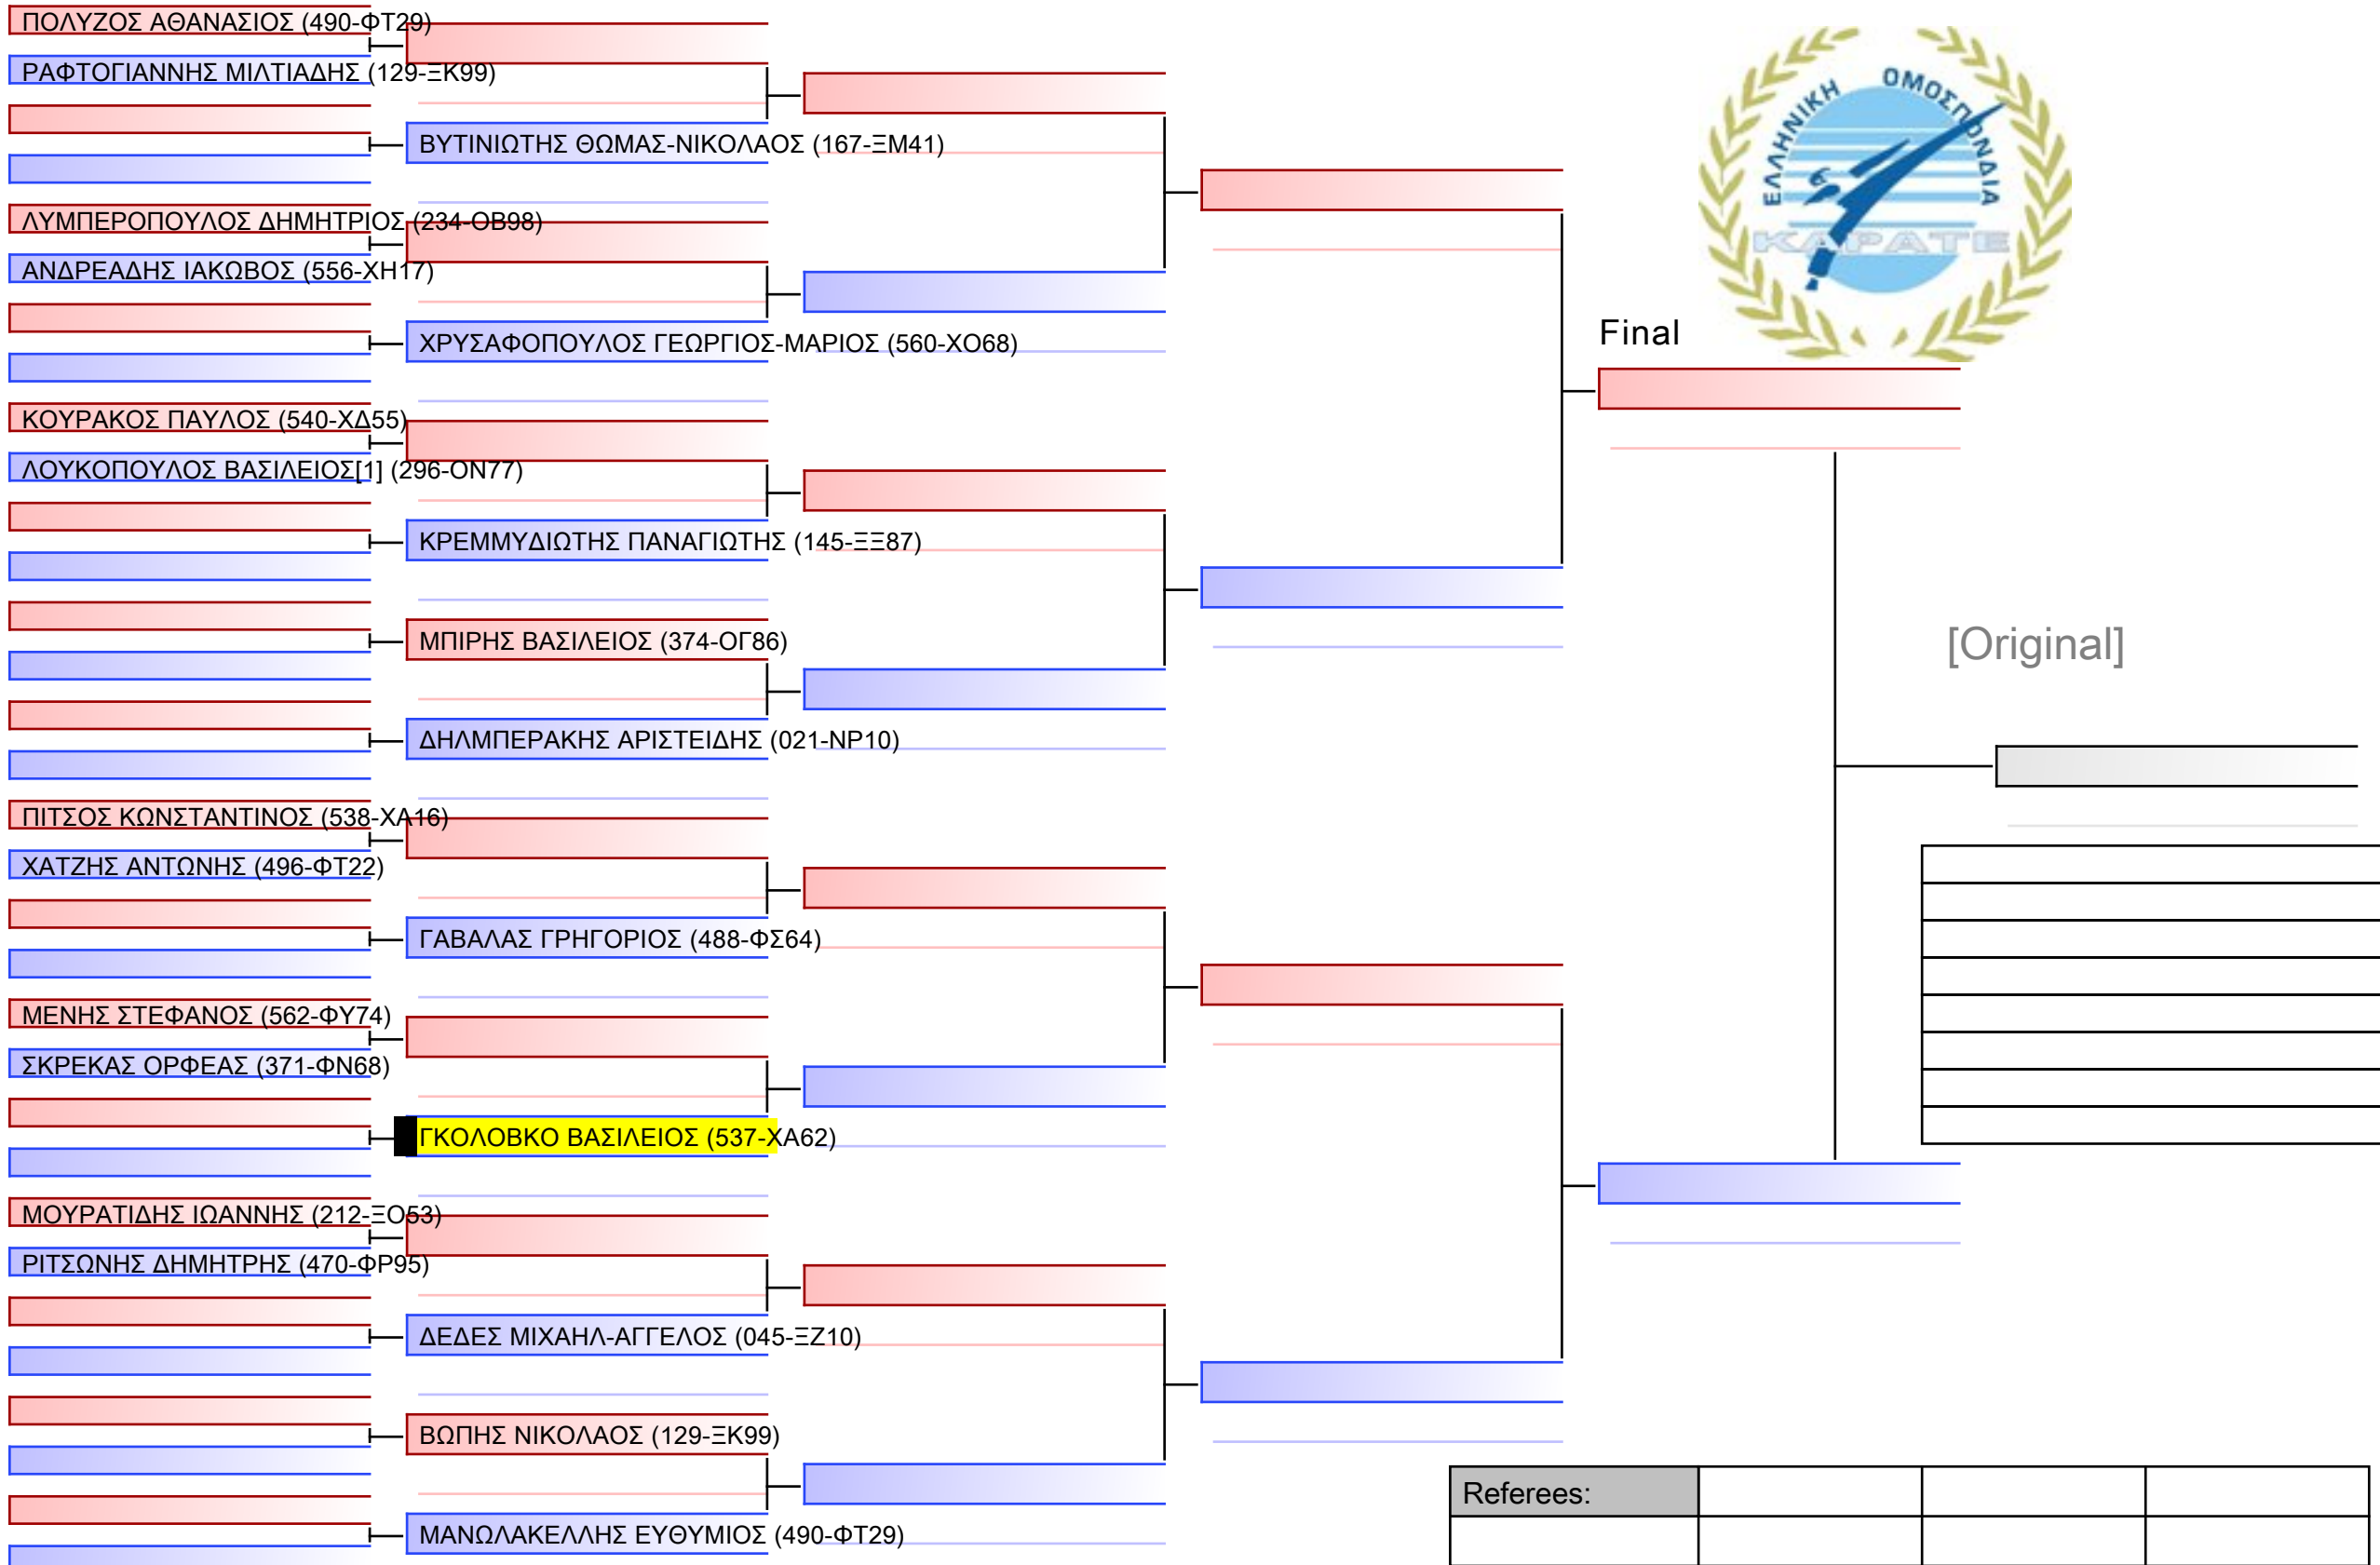 ΠΟΛΥΖΟΣ ΑΘΑΝΑΣΙΟΣ (490-ΦΤ29)
ΡΑΦΤΟΓΙΑΝΝΗΣ ΜΙΛΤΙΑΔΗΣ (129-ΞΚ99)
ΒΥΤΙΝΙΩΤΗΣ ΘΩΜΑΣ-ΝΙΚΟΛΑΟΣ (167-ΞΜ41)
ΛΥΜΠΕΡΟΠΟΥΛΟΣ ΔΗΜΗΤΡΙΟΣ (234-ΟΒ98)
ΑΝΔΡΕΑΔΗΣ ΙΑΚΩΒΟΣ (556-ΧΗ17)
ΧΡΥΣΑΦΟΠΟΥΛΟΣ ΓΕΩΡΓΙΟΣ-ΜΑΡΙΟΣ (560-ΧΟ68)
ΚΟΥΡΑΚΟΣ ΠΑΥΛΟΣ (540-ΧΔ55)
ΛΟΥΚΟΠΟΥΛΟΣ ΒΑΣΙΛΕΙΟΣ[1] (296-ΟΝ77)
ΚΡΕΜΜΥΔΙΩΤΗΣ ΠΑΝΑΓΙΩΤΗΣ (145-ΞΞ87)
ΜΠΙΡΗΣ ΒΑΣΙΛΕΙΟΣ (374-ΟΓ86)
ΔΗΛΜΠΕΡΑΚΗΣ ΑΡΙΣΤΕΙΔΗΣ (021-ΝΡ10)
ΠΙΤΣΟΣ ΚΩΝΣΤΑΝΤΙΝΟΣ (538-ΧΑ16)
ΧΑΤΖΗΣ ΑΝΤΩΝΗΣ (496-ΦΤ22)
ΓΑΒΑΛΑΣ ΓΡΗΓΟΡΙΟΣ (488-ΦΣ64)
ΜΕΝΗΣ ΣΤΕΦΑΝΟΣ (562-ΦΥ74)
ΣΚΡΕΚΑΣ ΟΡΦΕΑΣ (371-ΦΝ68)
ΓΚΟΛΟΒΚΟ ΒΑΣΙΛΕΙΟΣ (537-ΧΑ62)
ΜΟΥΡΑΤΙΔΗΣ ΙΩΑΝΝΗΣ (212-ΞΟ53)
ΡΙΤΣΩΝΗΣ ΔΗΜΗΤΡΗΣ (470-ΦΡ95)
ΔΕΔΕΣ ΜΙΧΑΗΛ-ΑΓΓΕΛΟΣ (045-ΞΖ10)
ΒΩΠΗΣ ΝΙΚΟΛΑΟΣ (129-ΞΚ99)
ΜΑΝΩΛΑΚΕΛΛΗΣ ΕΥΘΥΜΙΟΣ (490-ΦΤ29)
ΕΛΛΗΝΙΚΗ ΟΜΟΣΠΟΝΔΙΑ
ΚΑΡΑΤΕ
Final
[Original]
Referees: